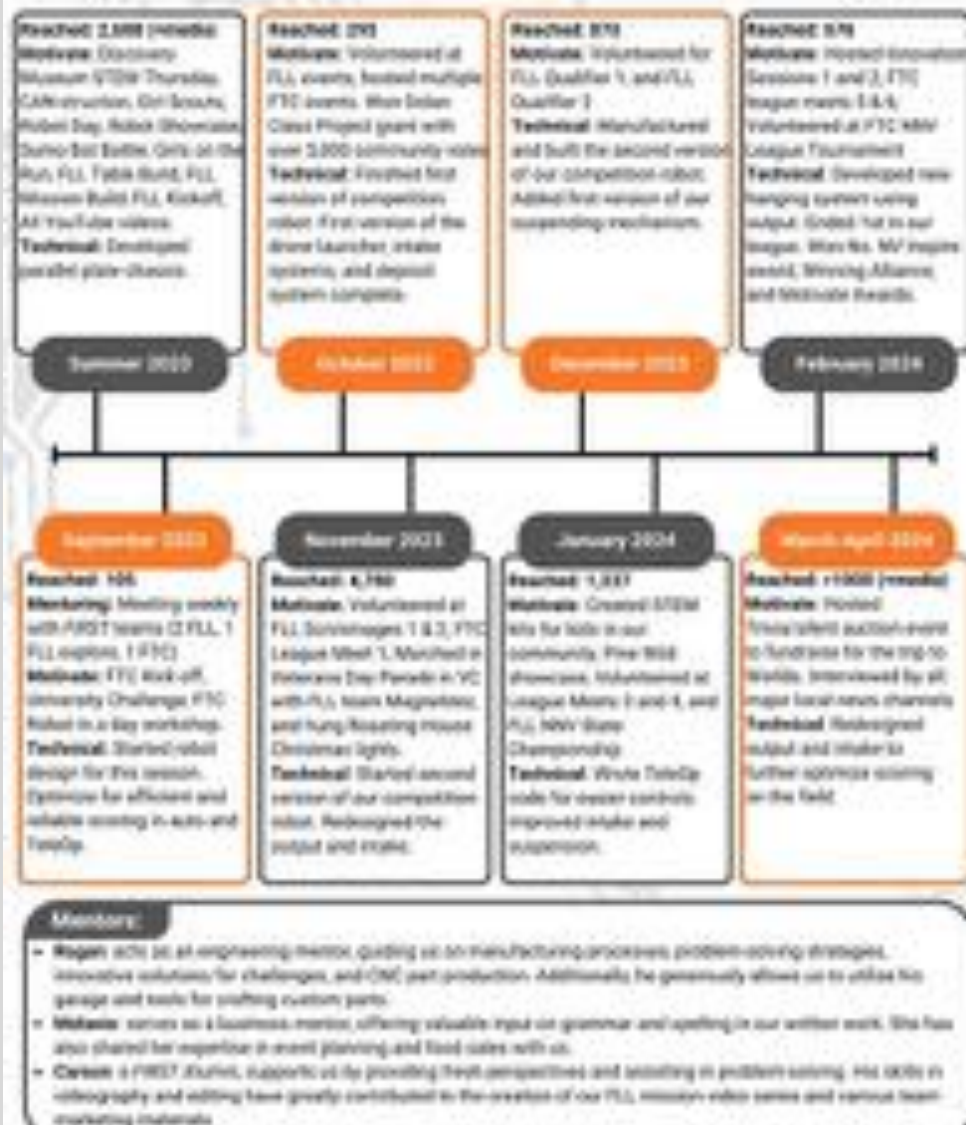 Motivate: Discovery
Museum STEM Thursday,
CAN-struction, Girl Scouts,
Robot Day, Robot Showcase,
Sumo Bot Battle, Girls on the
Run, FLL Table Build, FLL
Mission Build, FLL Kickoff,
All YouTube videos.
Technical: Developed
parallel plate chassis.
Summer 2023
Reached: 293
Motivate: Volunteered at
FLL events, hosted multiple
FTC events. Won Dolan
Class Project grant with
over 3,000 community votes
Technical: Finished first
version of competition
robot. First version of the
drone launcher, intake
systems, and deposit
system complete.
October 2023
Reached: 870
Motivate: Volunteered for
FLL Qualifier 1, and FLL
Qualifier
Technical: Manufactured
and built the second version
of our competition robot.
Added first version of our
suspending mechanism.
December 2023
Reached: 576
Motivate: Hosted Innovation
Sessions 1 and 2, FTC
league meets 5 & 6,
Volunteered at FTC NNV
League Tournament
Technical: Developed new
hanging system using
output. Ended 1st in our
league. Won No. NV Inspire
award, Winning Alliance,
and Motivate Awards.
February 2024
September 2023
Reached: 105
Mentoring: Meeting weekly
with FIRST teams (2 FLL, 1
FLL explore, 1 FTC)
Motivate: FTC Kick-off,
University Challenge, FTC
Robot in a day workshop.
Technical: Started robot
design for this season.
Optimize for efficient and
reliable scoring in auto and
TeleOp.
November 2023
Reached:
Motivate: Volunteered at
FLL Scrimmages 1 & 2, FTC
League Meet 1, Marched in
Veterans Day Parade in VC
with FLL team
and hung Roasting House
Christmas lights.
Technical: Started second
version of our competition
robot. Redesigned the
output and intake.
January 2024
Reached: 1,337
Motivate: Created STEM
kits for kids in our
community, Pine
showcase, Volunteered at
League Meets 3 and 4, and
FLL NNV State
Championship
Technical: Wrote TeleOp
code for easier controls.
Improved intake and
suspension.
March-April 2024
Reached: +1000 (+media)
Motivate: Hosted
Trivia/silent auction event
to fundraise for the trip to
Worlds. Interviewed by all
major local news channels
Technical: Redesigned
output and intake to
further optimize scoring
on the field.
Mentors:
• Rogan: acts as an engineering mentor, guiding us on manufacturing processes, problem-solving strategies,
innovative solutions for challenges, and CNC part production. Additionally, he generously allows us to utilize his
garage and tools for crafting custom parts.
• Melanie: serves as a business mentor, offering valuable input on grammar and spelling in our written work. She has
also shared her expertise in event planning and food sales with us.
• Carson: a FIRST Alumni, supports us by providing fresh perspectives and assisting in problem-solving. His skills in
videography and editing have greatly contributed to the creation of our FLL mission video series and various team
marketing materials.